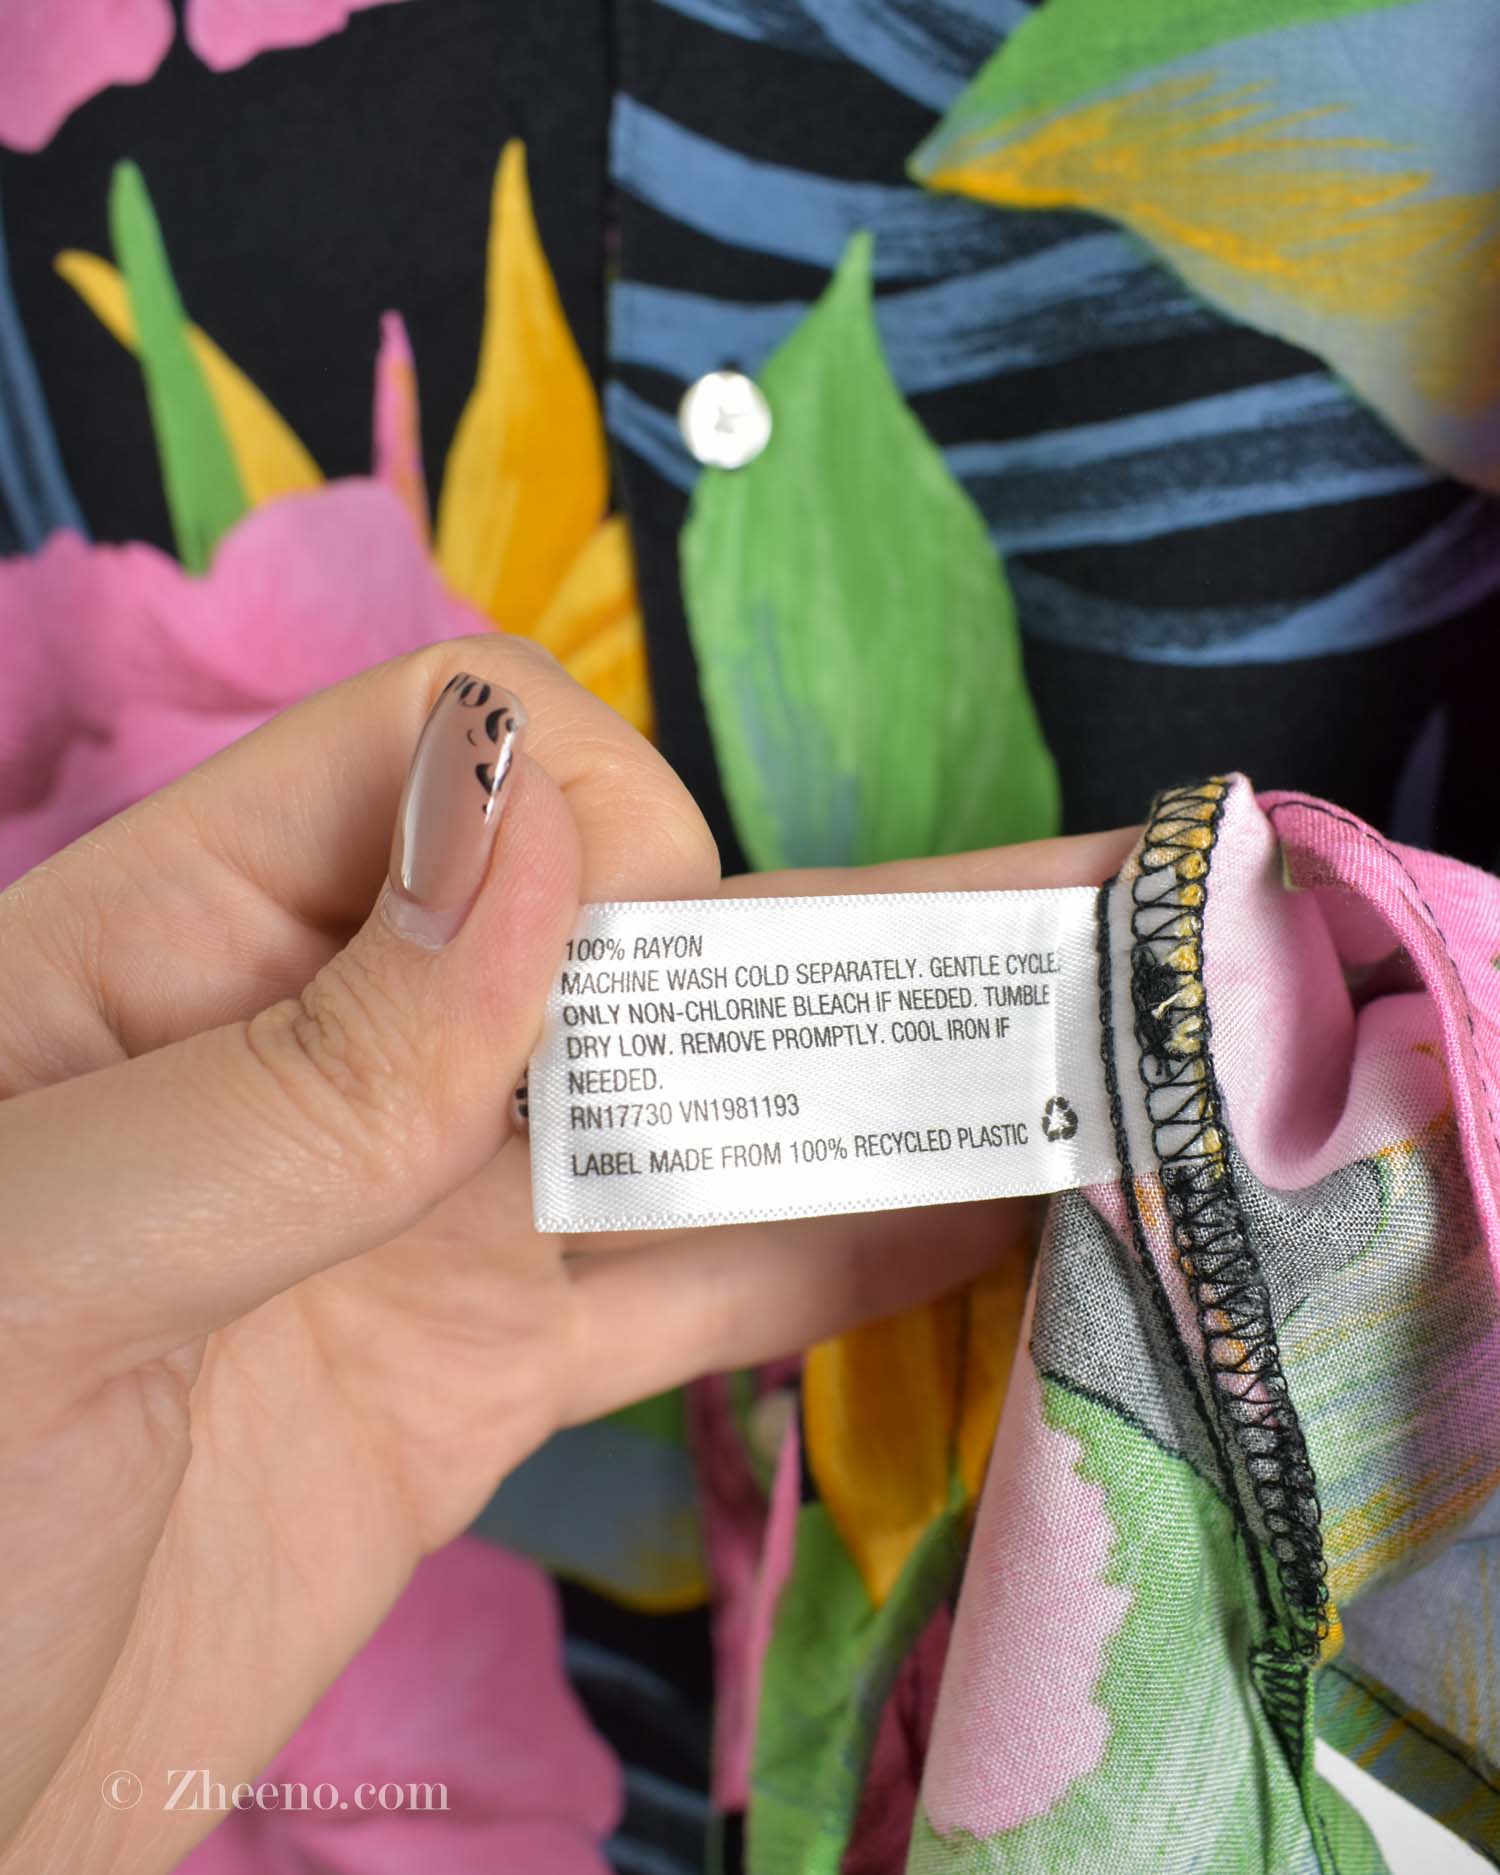 100% RAYON
MACHINE WASH COLD SEPARATELY. GENTLE CYCLE.
ONLY NON-CHLORINE BLEACH IF NEEDED. TUMBLE
DRY LOW. REMOVE PROMPTLY. COOL IRON IF
NEEDED.
RN17730 VN1981193
LABEL MADE FROM 100% RECYCLED PLASTIC
© Zheeno.com